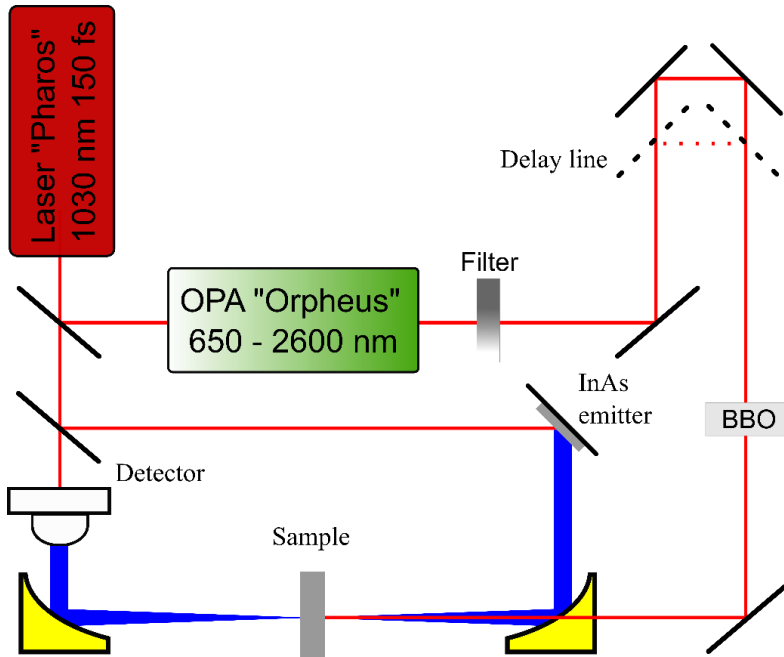 Laser "Pharos"
1030 nm 150 fs
Delay line
Filter
OPA "Orpheus"
650 - 2600 nm
InAs
emitter
BBO
Detector
Sample